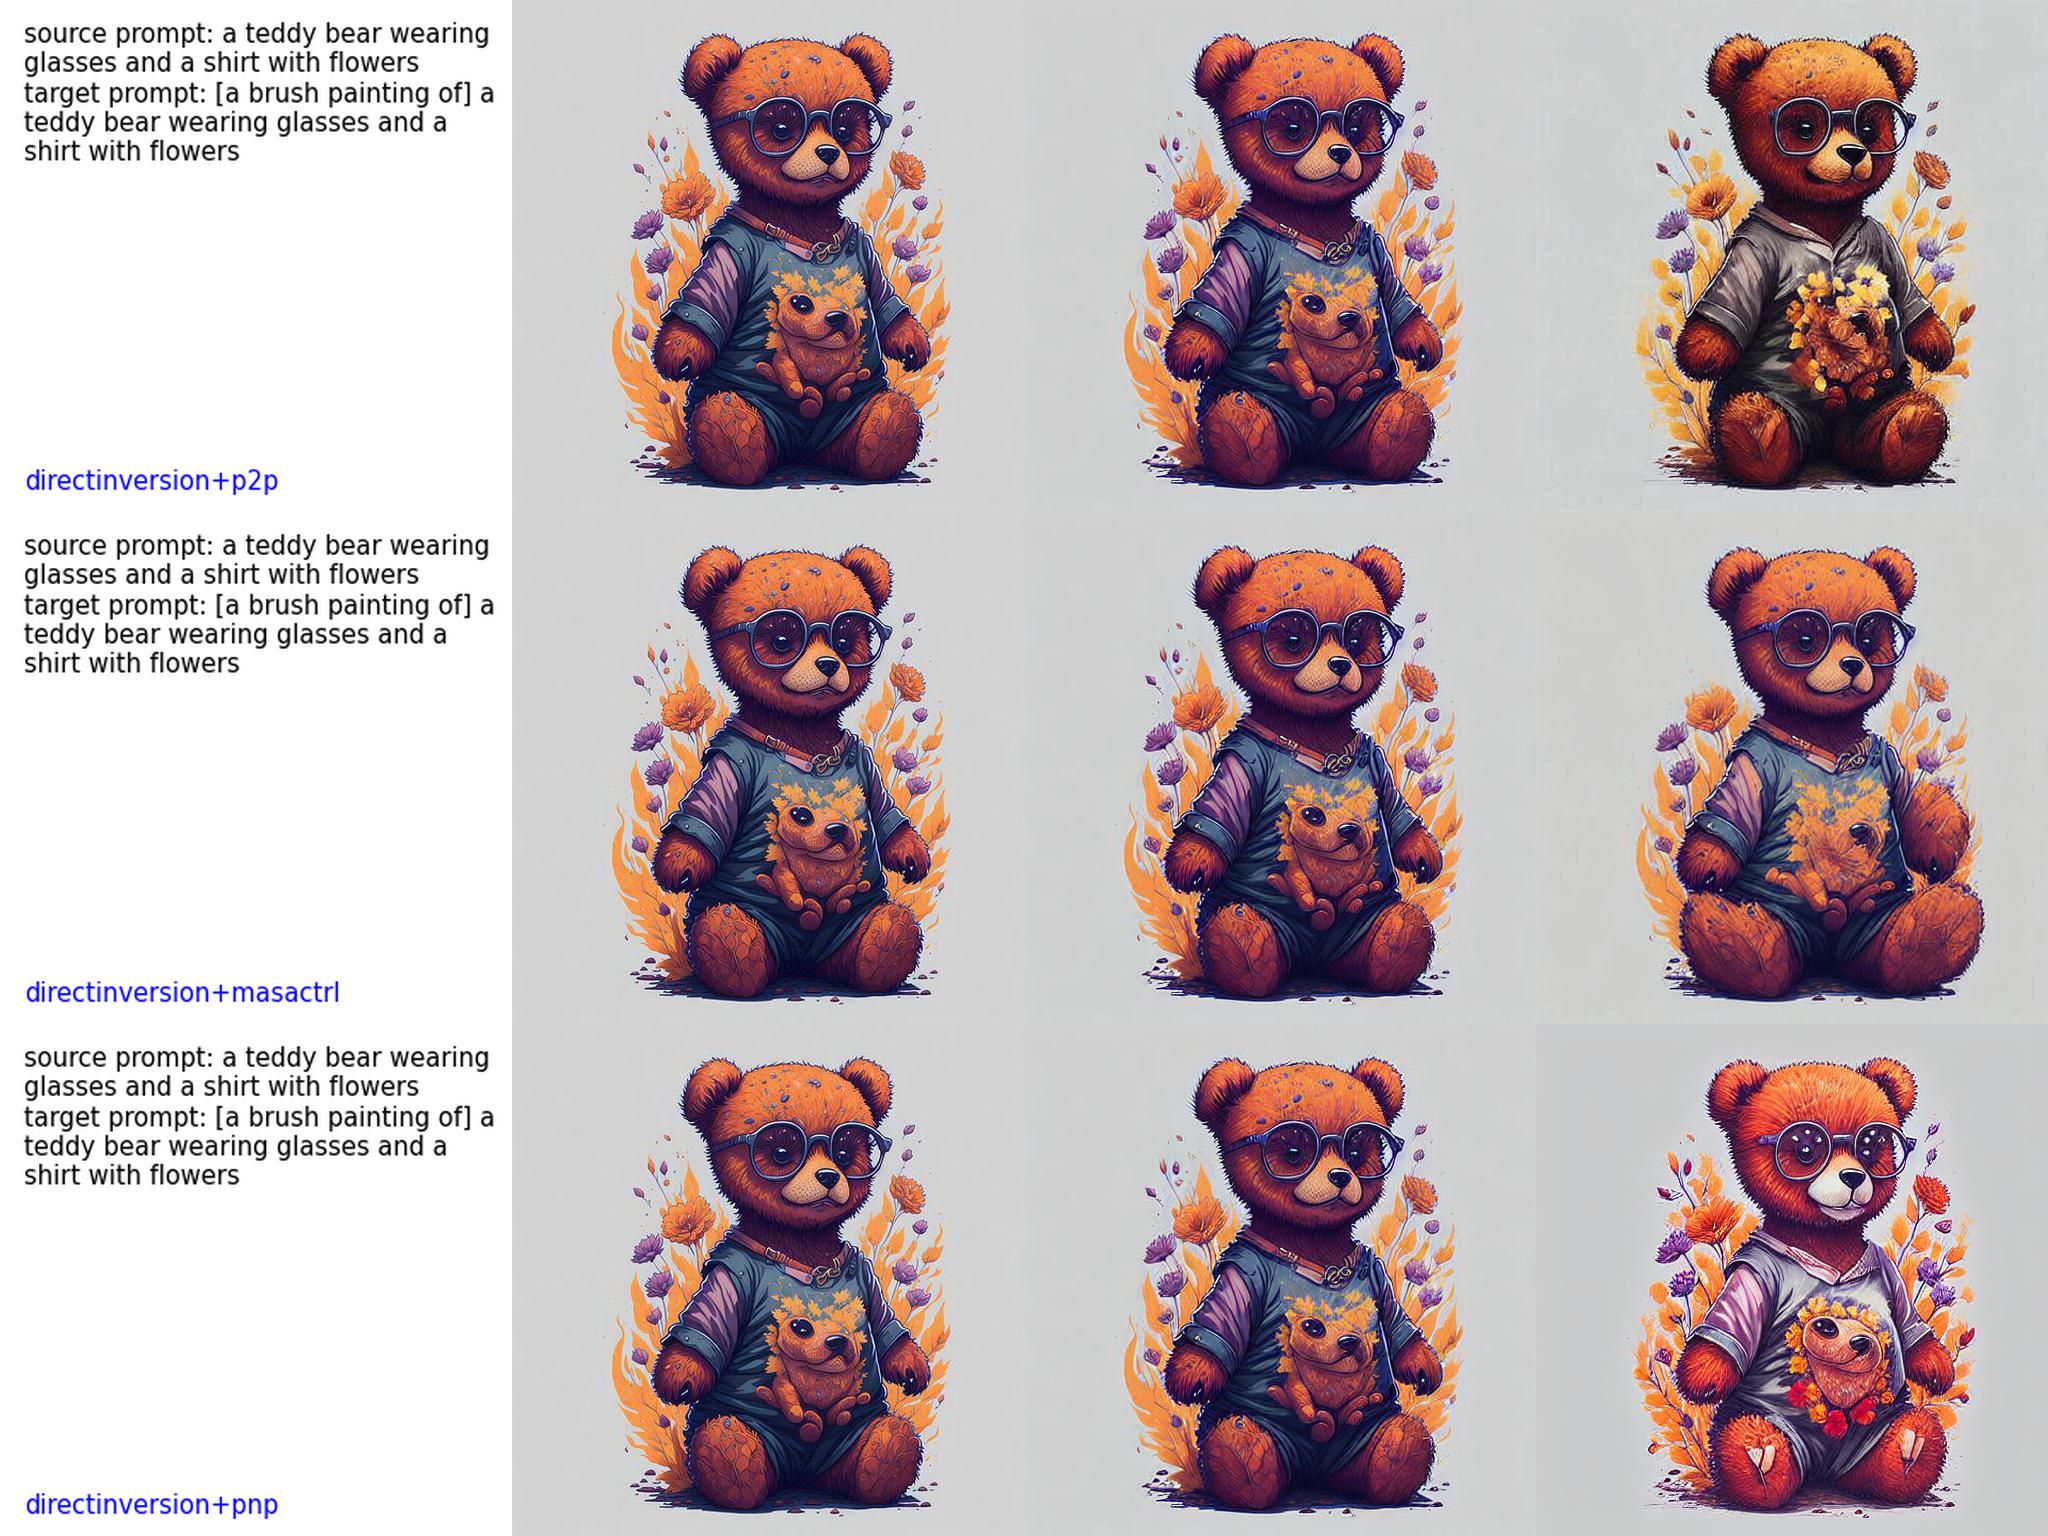 source prompt: a teddy bear wearing
glasses and a shirt with flowers
target prompt: [a brush painting of] a
teddy bear wearing glasses and a
shirt with flowers
directinversion+p2p
source prompt: a teddy bear wearing
glasses and a shirt with flowers
target prompt: [a brush painting of] a
teddy bear wearing glasses and a
shirt with flowers
directinversion+masactrl
source prompt: a teddy bear wearing
glasses and a shirt with flowers
target prompt: [a brush painting of] a
teddy bear wearing glasses and a
shirt with flowers
directinversion+pnp